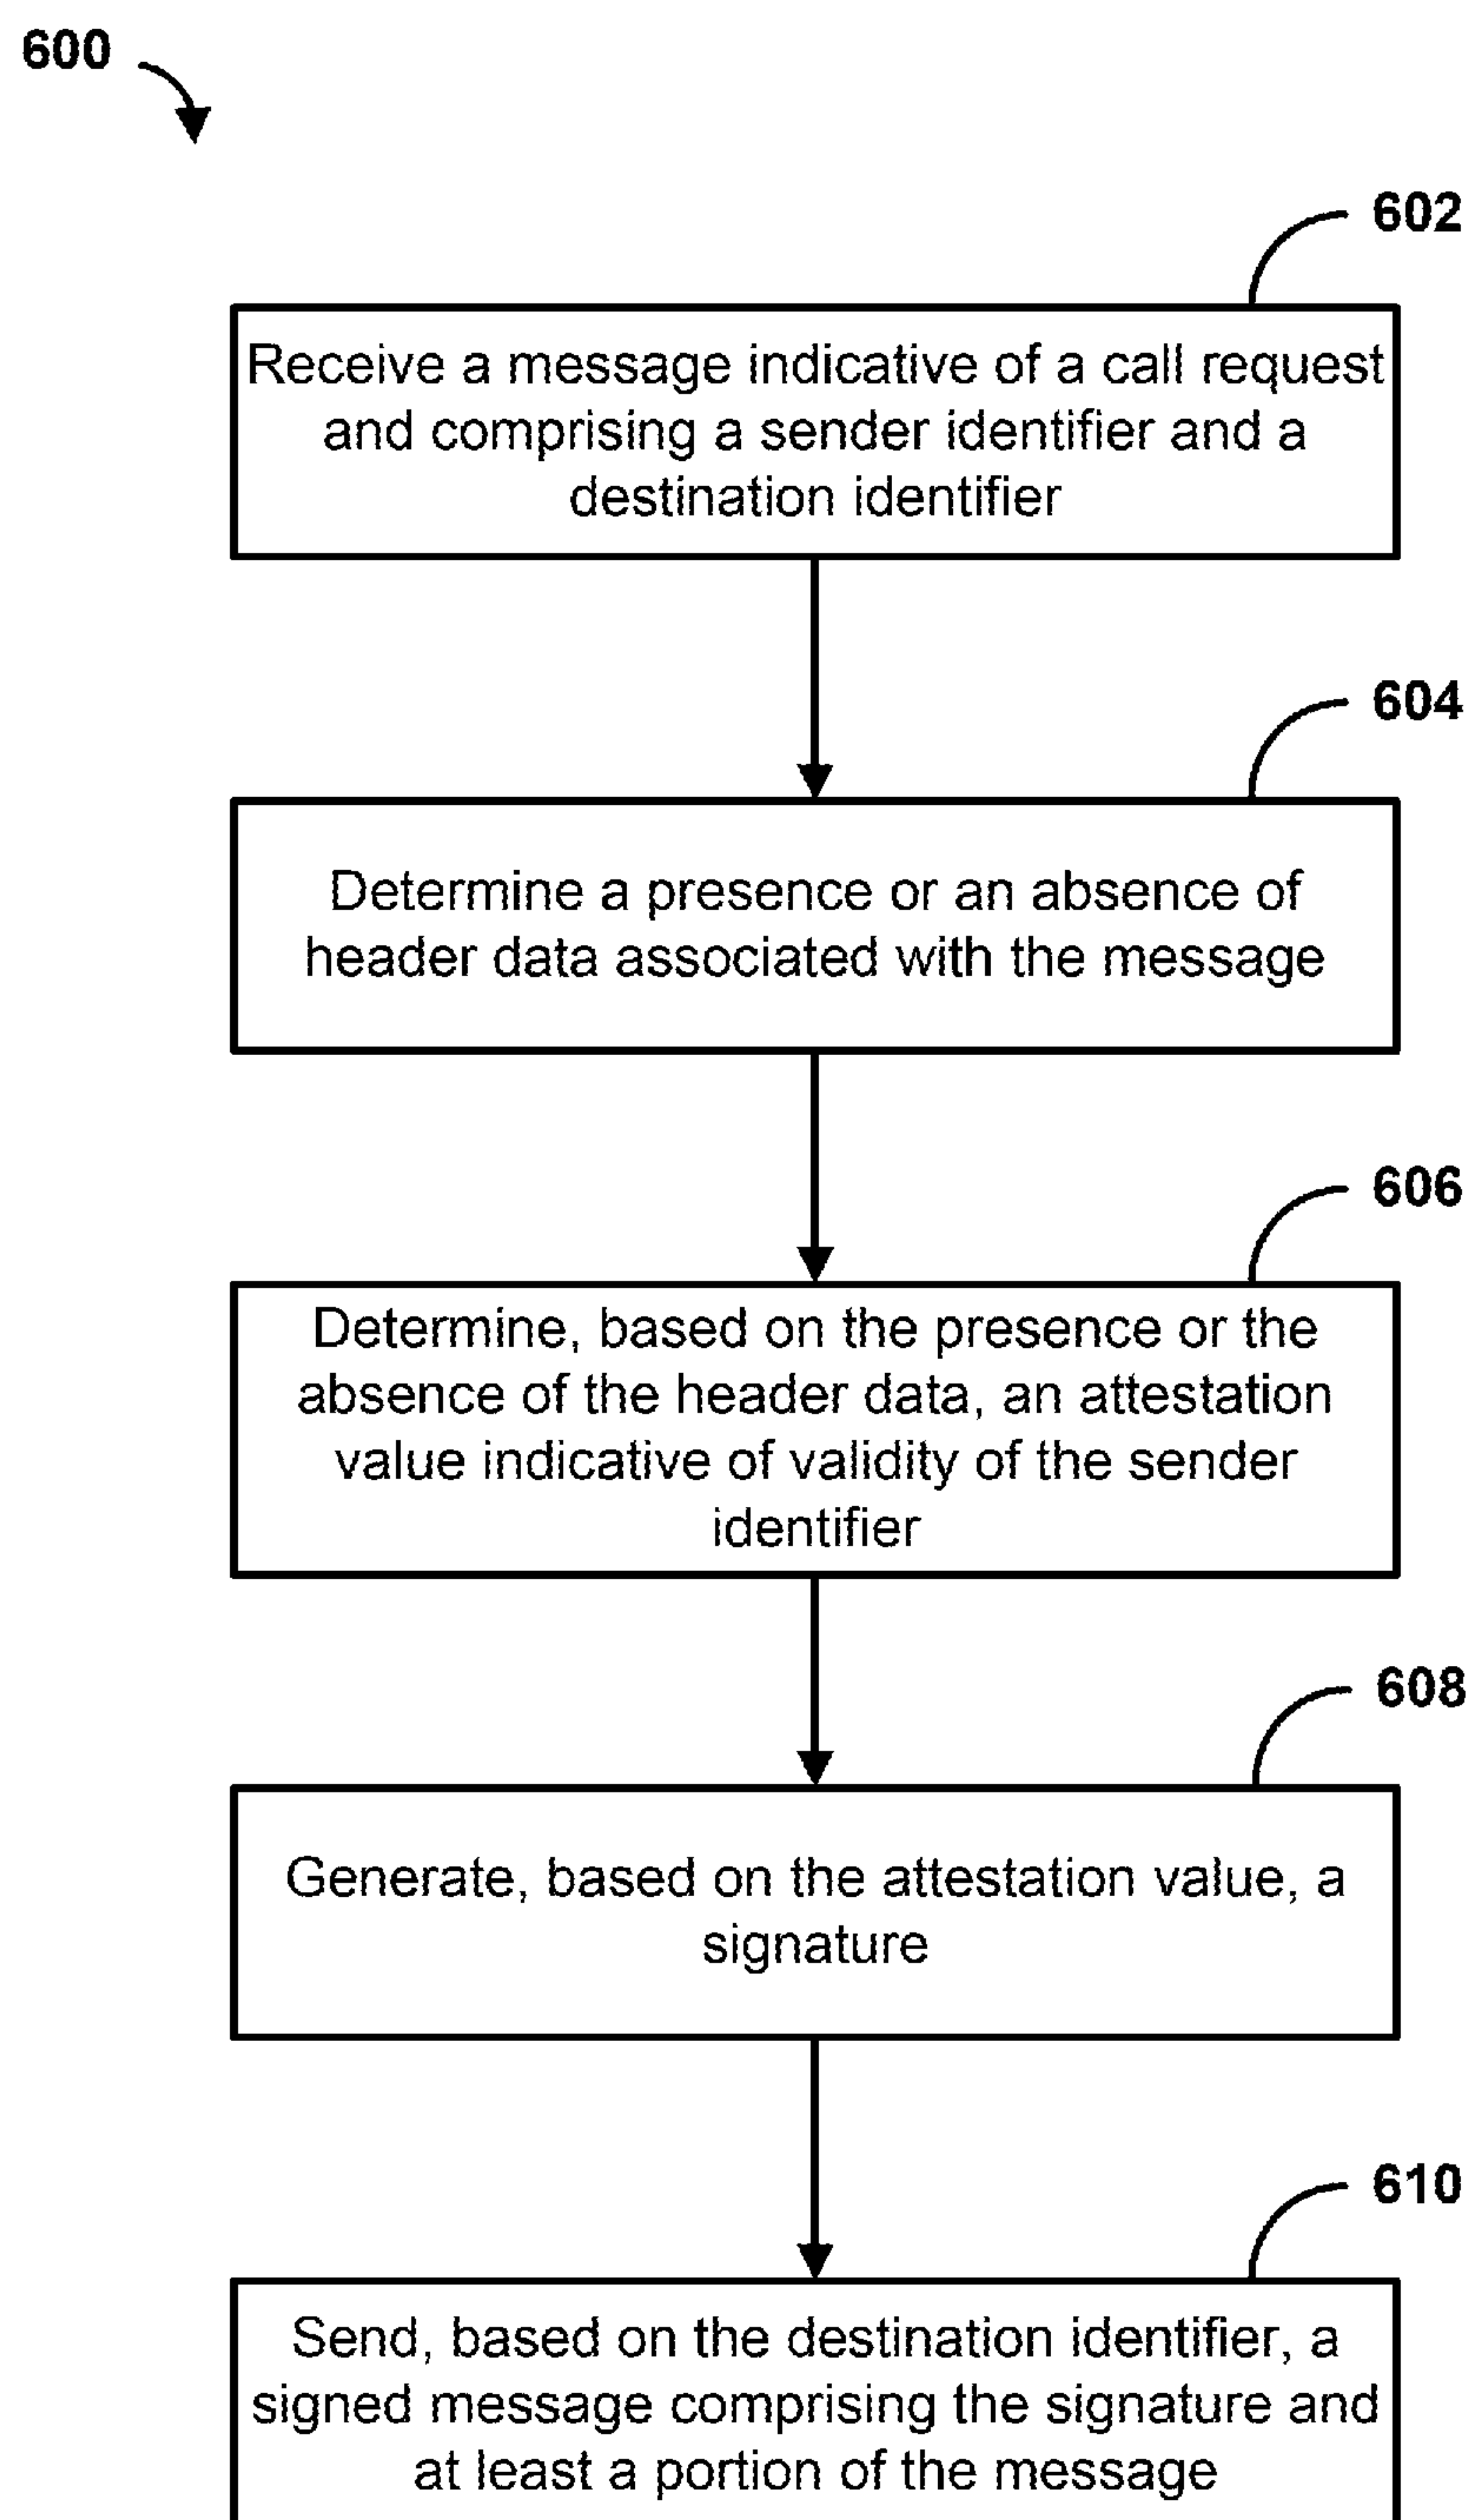 600
602
Receive a message indicative of a call request
and comprising a sender identifier and a
destination identifier
604
Determine a presence or an absence of
header data associated with the message
606
Determine, based on the presence or the
absence of the header data, an attestation
value indicative of validity of the sender
identifier
608
Generate, based on the attestation value, a
signature
610
Send, based on the destination identifier, a
signed message comprising the signature and
at least a portion of the message